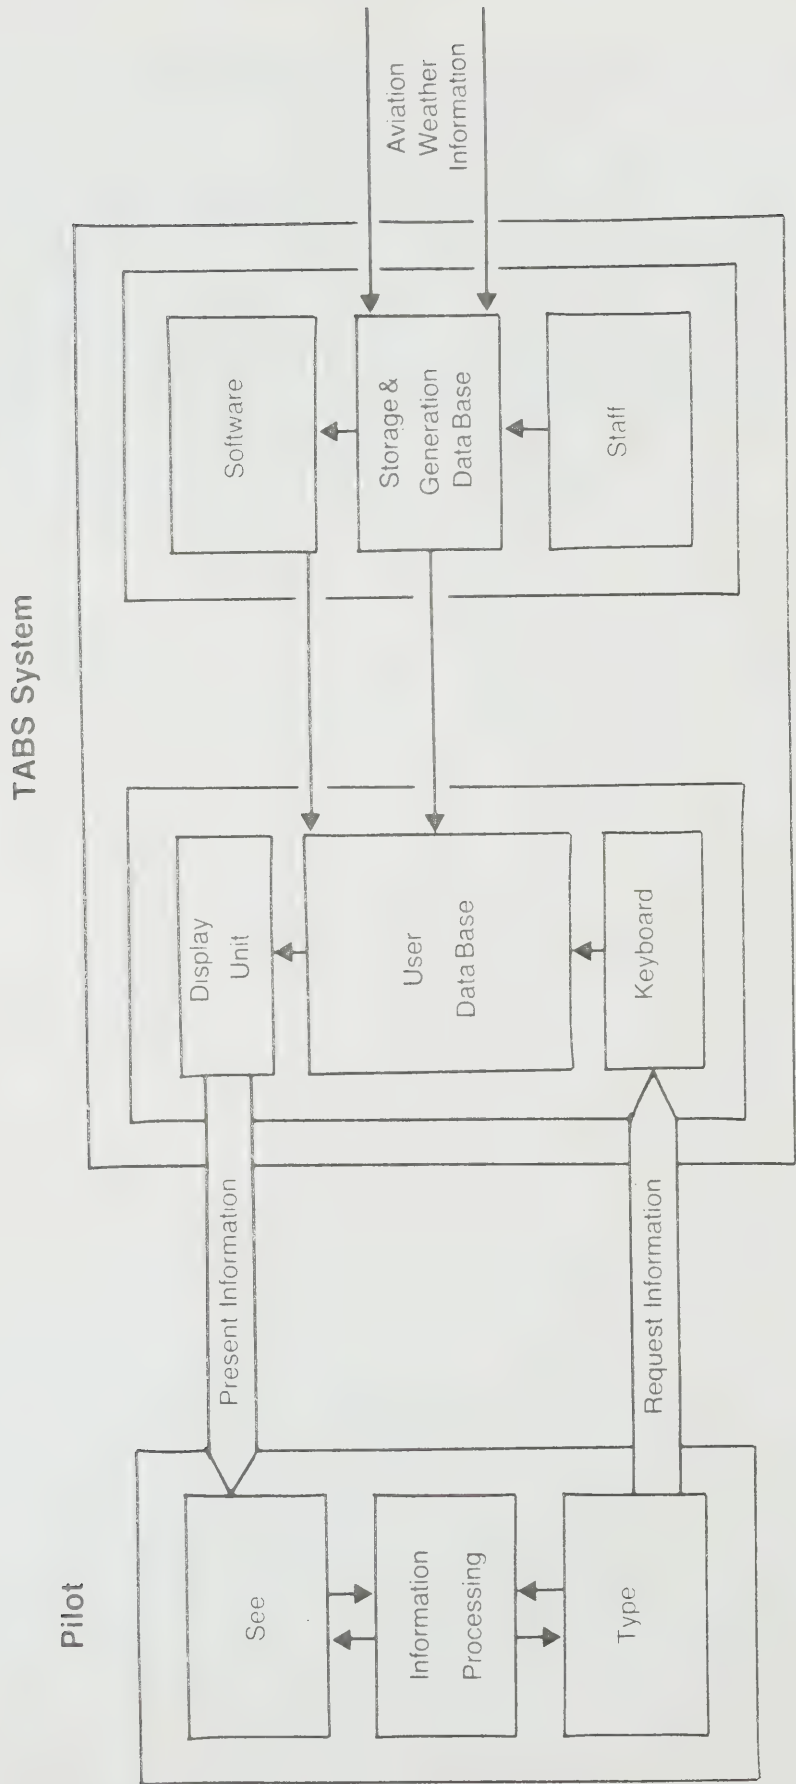 TABS System
Pilot
See
Information
Processing
Type
Present Information
Request Information
Display
Unit
User
Data Base
Keyboard
Software
Storage &
Generation
Data Base
Staff
Aviation
Weather
Information